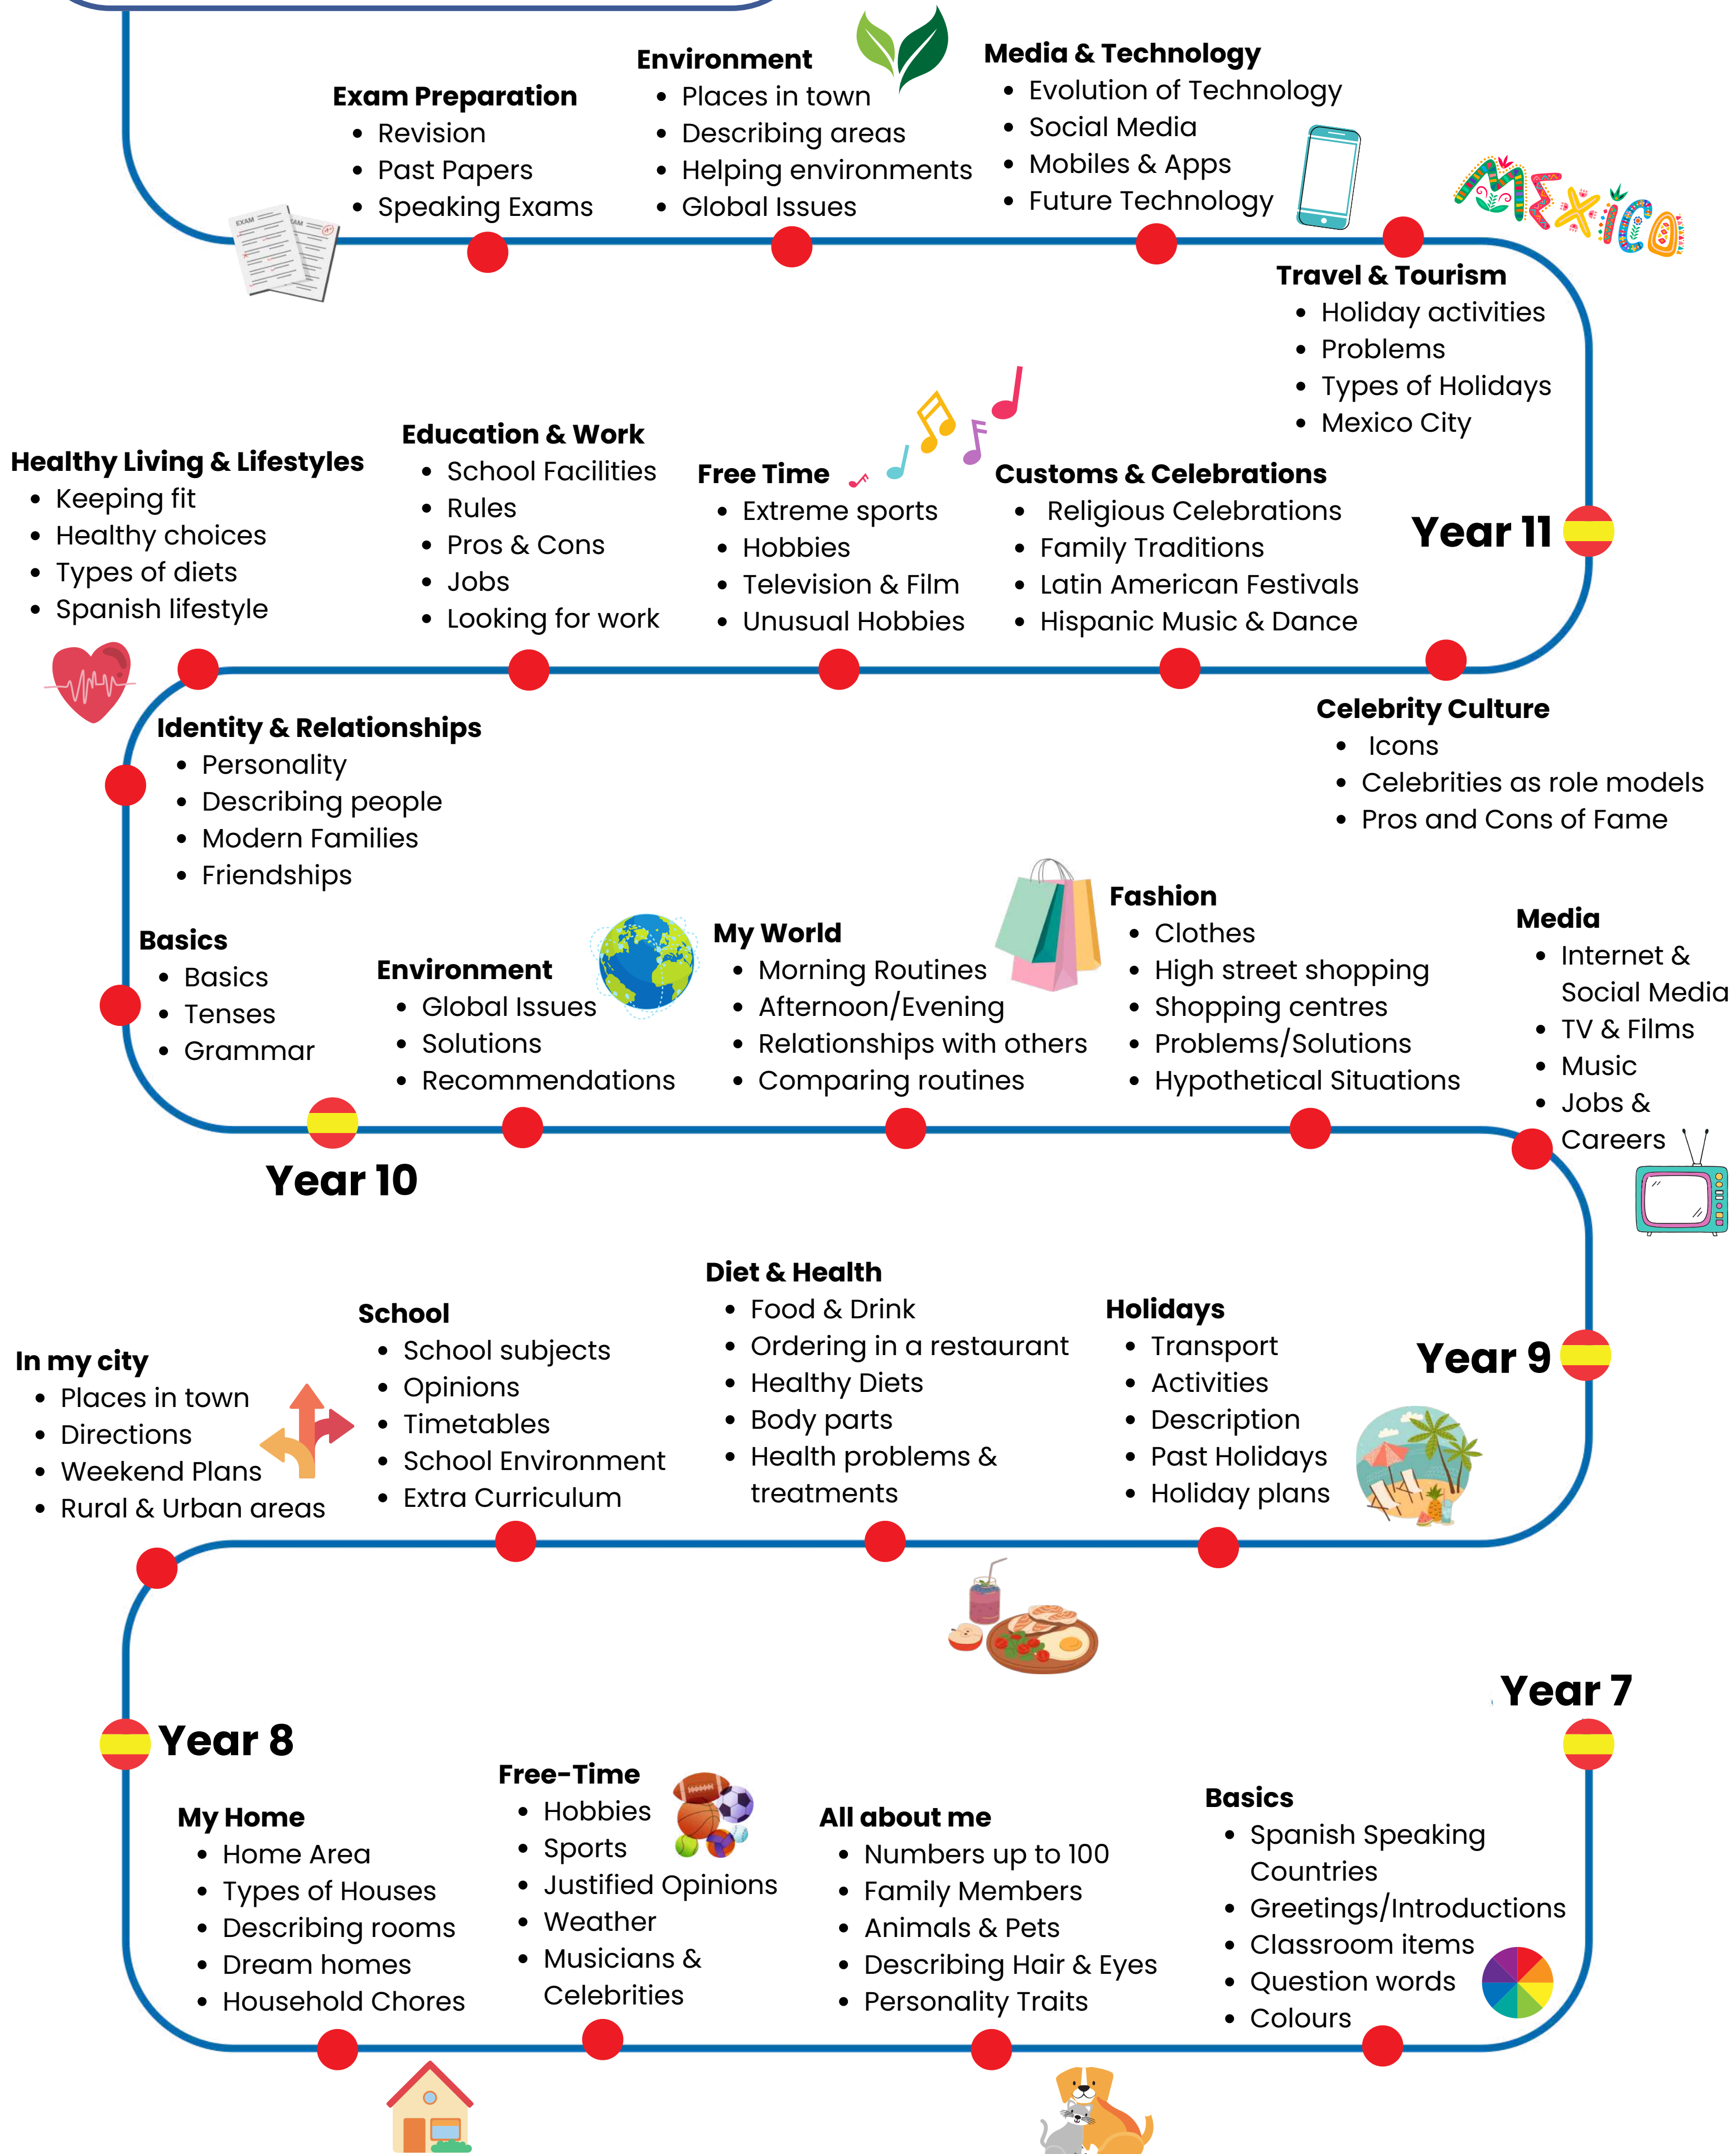 Environment
Places in town
Describing areas
Helping environments
Global Issues
Media & Technology
Evolution of Technology
Social Media
Mobiles & Apps
Future Technology
Exam Preparation
Revision
Past Papers
Speaking Exams
EXAM
EXAM
A+
MEXICO
Travel & Tourism
Holiday activities
Problems
Types of Holidays
Mexico City
Healthy Living & Lifestyles
Keeping fit
Healthy choices
Types of diets
Spanish lifestyle
Education & Work
School Facilities
Rules
Pros & Cons
Jobs
Looking for work
Free Time
Extreme sports
Hobbies
Television & Film
Unusual Hobbies
Customs & Celebrations
Religious Celebrations
Family Traditions
Latin American Festivals
Hispanic Music & Dance
Year 11
Identity & Relationships
Personality
Describing people
Modern Families
Friendships
Celebrity Culture
Icons
Celebrities as role models
Pros and Cons of Fame
Basics
Basics
Tenses
Grammar
Environment
Global Issues
Solutions
Recommendations
My World
Morning Routines
Afternoon/Evening
Relationships with others
Comparing routines
Fashion
Clothes
High street shopping
Shopping centres
Problems/Solutions
Hypothetical Situations
Media
Internet &
Social Media
TV & Films
Music
Jobs &
Careers
Year 10
In my city
Places in town
Directions
Weekend Plans
Rural & Urban areas
School
School subjects
Opinions
Timetables
School Environment
Extra Curriculum
Diet & Health
Food & Drink
Ordering in a restaurant
Healthy Diets
Body parts
Health problems &
treatments
Holidays
Transport
Activities
Description
Past Holidays
Holiday plans
Year 9
Year 7
Year 8
My Home
Home Area
Types of Houses
Describing rooms
Dream homes
Household Chores
Free-Time
Hobbies
Sports
Justified Opinions
Weather
Musicians &
Celebrities
All about me
Numbers up to 100
Family Members
Animals & Pets
Describing Hair & Eyes
Personality Traits
Basics
Spanish Speaking
Countries
Greetings/Introductions
Classroom items
Question words
Colours